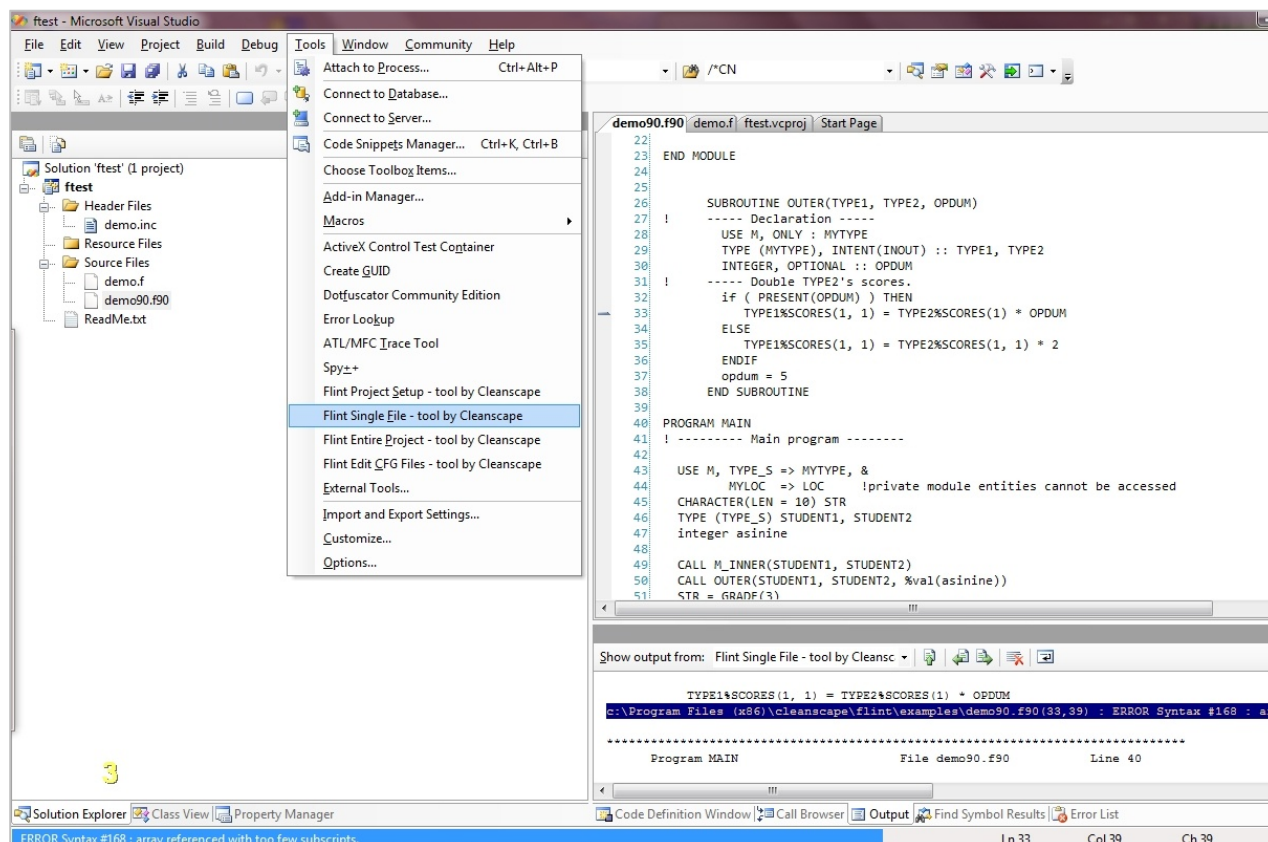 ftest - Microsoft Visual Studio
File Edit View Project Build Debug Tools Window Community Help
/*CN
Attach to Process... Ctrl+Alt+P
Connect to Database...
Connect to Server...
Code Snippets Manager... Ctrl+K, Ctrl+B
Choose Toolbox Items...
Add-in Manager...
Macros
ActiveX Control Test Container
Create GUID
Dotfuscator Community Edition
Error Lookup
ATL/MFC Trace Tool
Spy++
Flint Project Setup - tool by Cleanscape
Flint Single File - tool by Cleanscape
Flint Entire Project - tool by Cleanscape
Flint Edit CFG Files - tool by Cleanscape
External Tools...
Import and Export Settings...
Customize...
Options...
Solution 'ftest' (1 project)
ftest
Header Files
demo.inc
Resource Files
Source Files
demo.f
demo90.f90
ReadMe.txt
3
demo90.f90 demo.f ftest.vcproj Start Page
22
23 END MODULE
24
25
26 SUBROUTINE OUTER(TYPE1, TYPE2, OPDUM)
27 ! ----- Declaration -----
28 USE M, ONLY : MYTYPE
29 TYPE (MYTYPE), INTENT(INOUT) :: TYPE1, TYPE2
30 INTEGER, OPTIONAL :: OPDUM
31 ! ----- Double TYPE2's scores.
32 if ( PRESENT(OPDUM) ) THEN
33 TYPE1%SCORES(1, 1) = TYPE2%SCORES(1) * OPDUM
34 ELSE
35 TYPE1%SCORES(1, 1) = TYPE2%SCORES(1, 1) * 2
36 ENDIF
37 opdum = 5
38 END SUBROUTINE
39
40 PROGRAM MAIN
41 ! --------- Main program --------
42
43 USE M, TYPE_S => MYTYPE, &
44 MYLOC => LOC !private module entities cannot be accessed
45 CHARACTER(LEN = 10) STR
46 TYPE (TYPE_S) STUDENT1, STUDENT2
47 integer asinine
48
49 CALL M_INNER(STUDENT1, STUDENT2)
50 CALL OUTER(STUDENT1, STUDENT2, %val(asinine))
51 STR = GRADE(3)
Show output from: Flint Single File - tool by Cleansc
TYPE1%SCORES(1, 1) = TYPE2%SCORES(1) * OPDUM
c:\Program Files (x86)\cleanscape\flint\examples\demo90.f90(33,39) : ERROR Syntax #168 : a
********************************************************************************
Program MAIN File demo90.f90 Line 40
Solution Explorer Class View Property Manager
Code Definition Window Call Browser Output Find Symbol Results Error List
ERROR Syntax #168 : array referenced with too few subscripts. Ln 33 Col 39 Ch 39